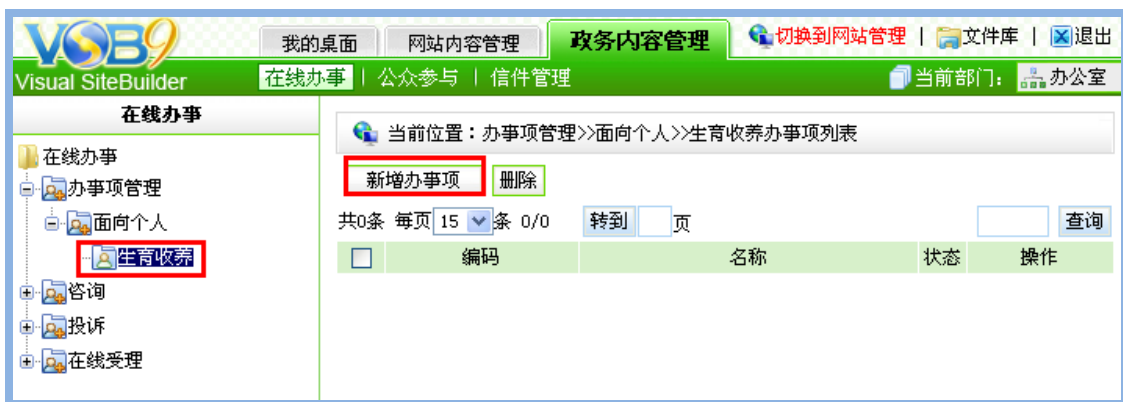 VSB9
Visual SiteBuilder
我的桌面 网站内容管理 政务内容管理 切换到网站管理 | 文件库 | 退出
在线办事 | 公众参与 | 信件管理 当前部门: 办公室
在线办事
在线办事
办事项管理
面向个人
生育收养
咨询
投诉
在线受理
当前位置：办事项管理>>面向个人>>生育收养办事项列表
新增办事项 删除
共0条 每页 15 条 0/0 转到 页 查询
编码 名称 状态 操作